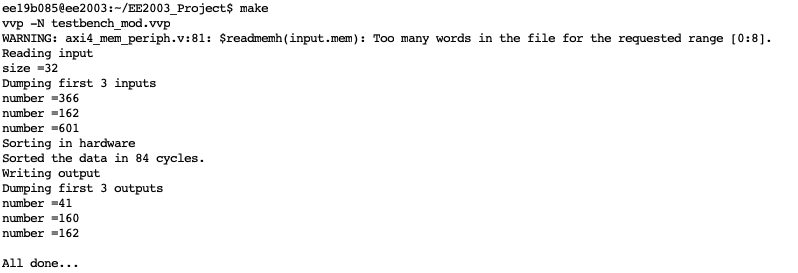 ee19b085@ee2003:~/EE2003_Project$ make
vvp -N testbench_mod.vvp
WARNING: axi4_mem_periph.v:81: $readmemh(input.mem): Too many words in the file for the requested range [0:8].
Reading input
size =32
Dumping first 3 inputs
number =366
number =162
number =601
Sorting in hardware
Sorted the data in 84 cycles.
Writing output
Dumping first 3 outputs
number =41
number =160
number =162
All done...